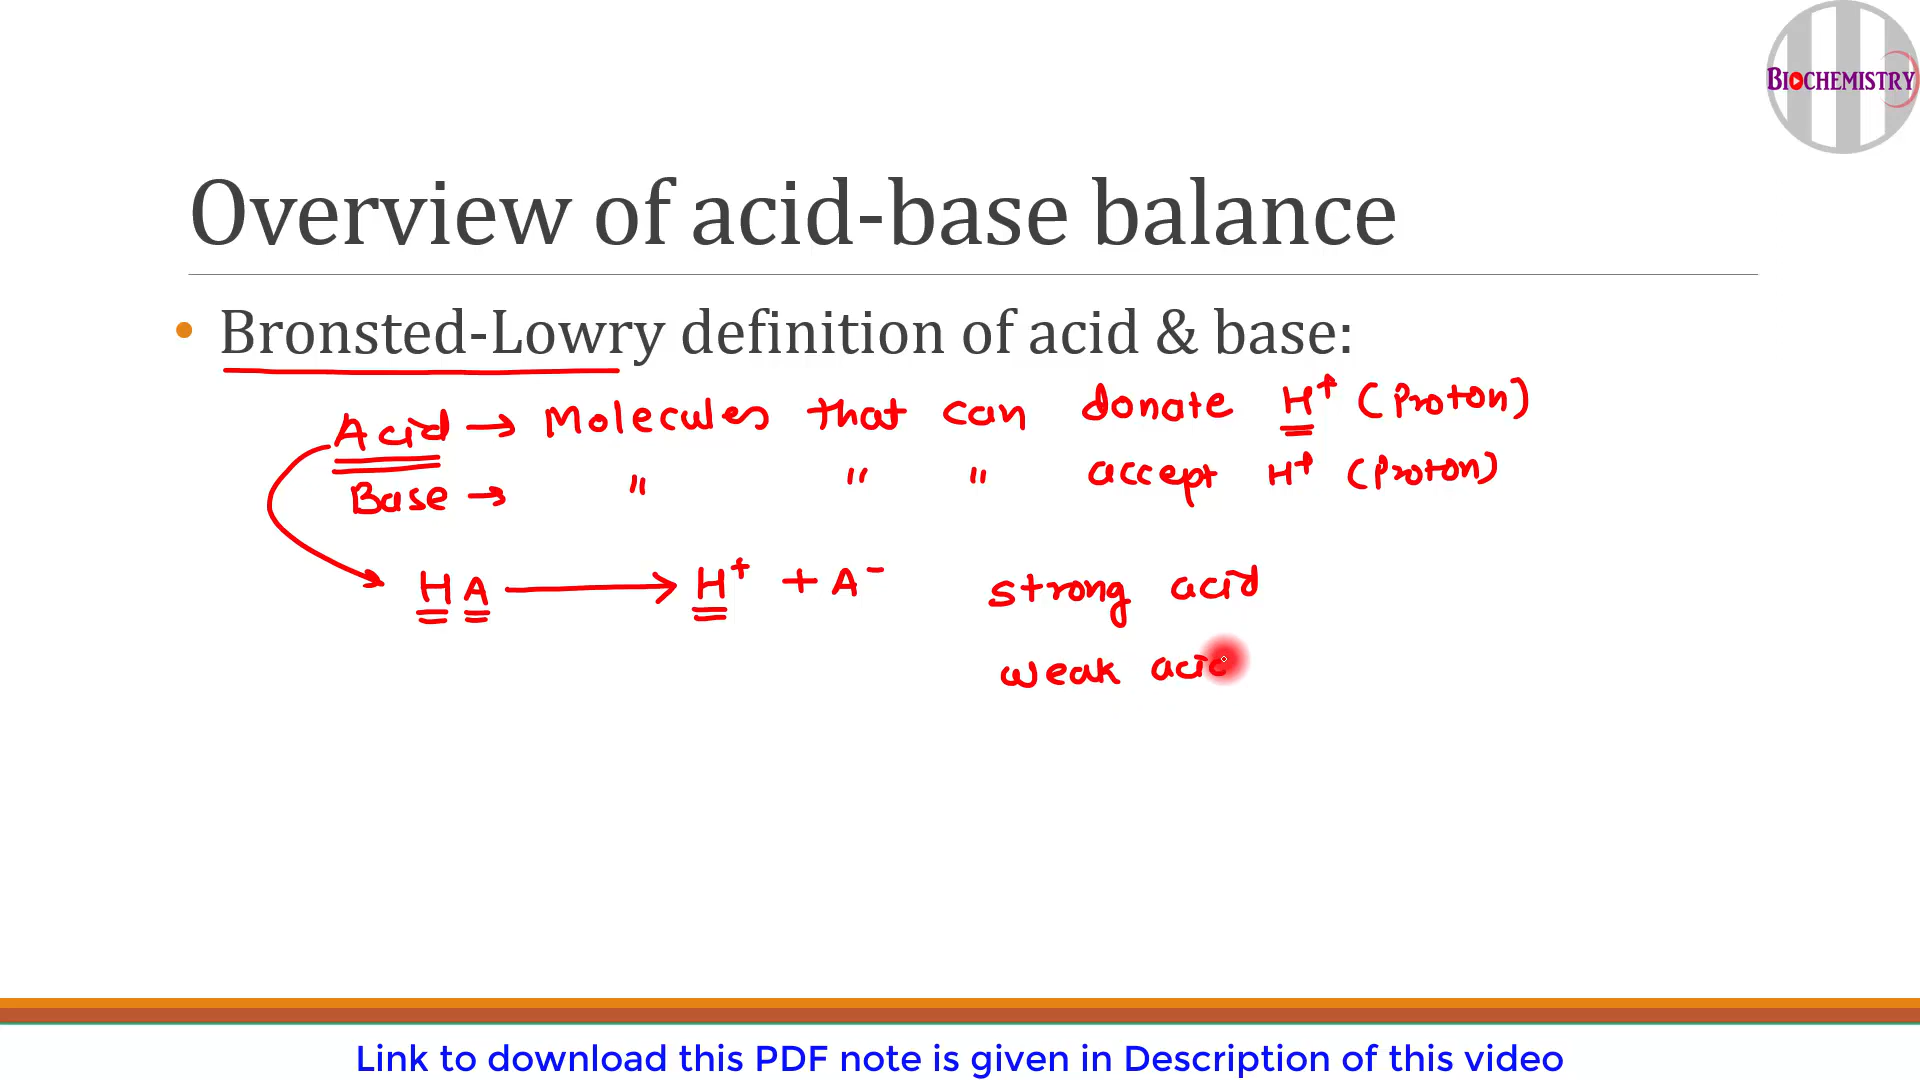 BIOCHEMISTRY
Overview of acid-base balance
• Bronsted-Lowry definition of acid & base:
Acid → Molecules that can donate H⁺ (Proton)
Base → " " " accept H⁺ (Proton)
HA → H⁺ + A⁻ strong acid
weak acid
Link to download this PDF note is given in Description of this video